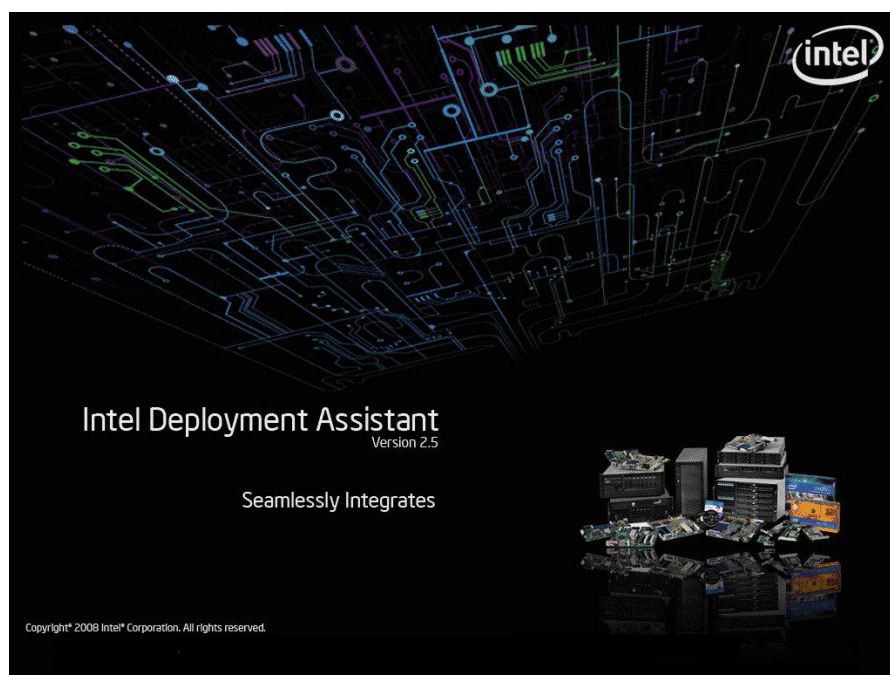 intel
Intel Deployment Assistant
Version 2.5
Seamlessly Integrates
Copyright® 2008 Intel® Corporation. All rights reserved.